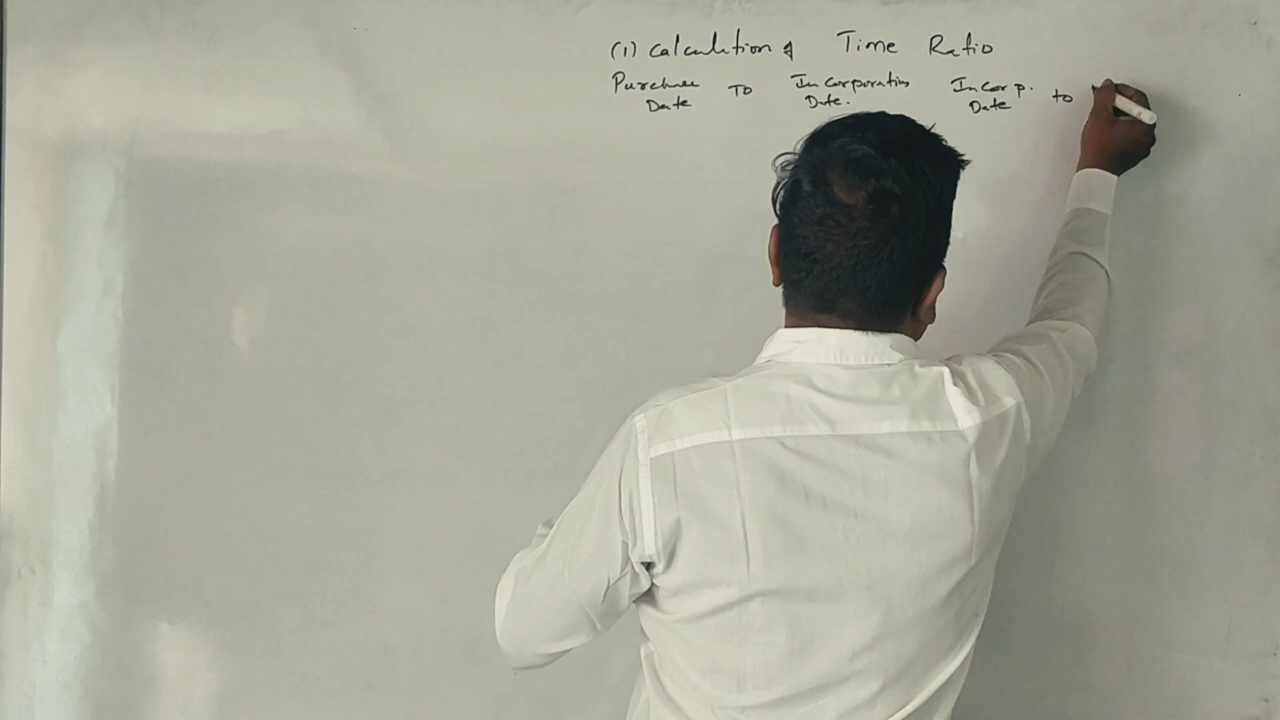 (1) Calculation of Time Ratio
Purchase Date To Incorporation Date. Incorp. Date to